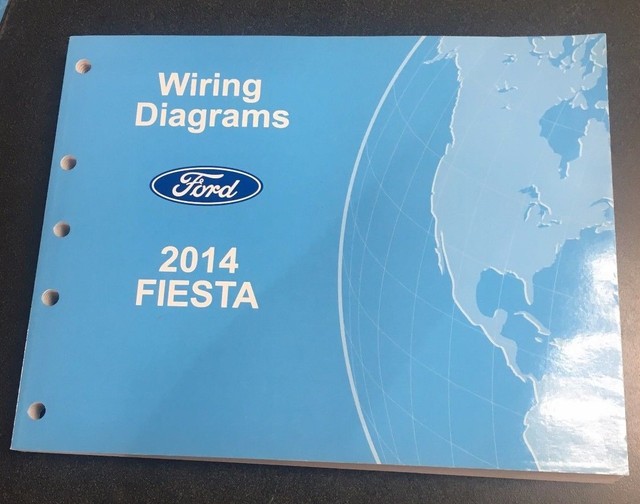 Wiring
Diagrams
Ford
2014
FIESTA